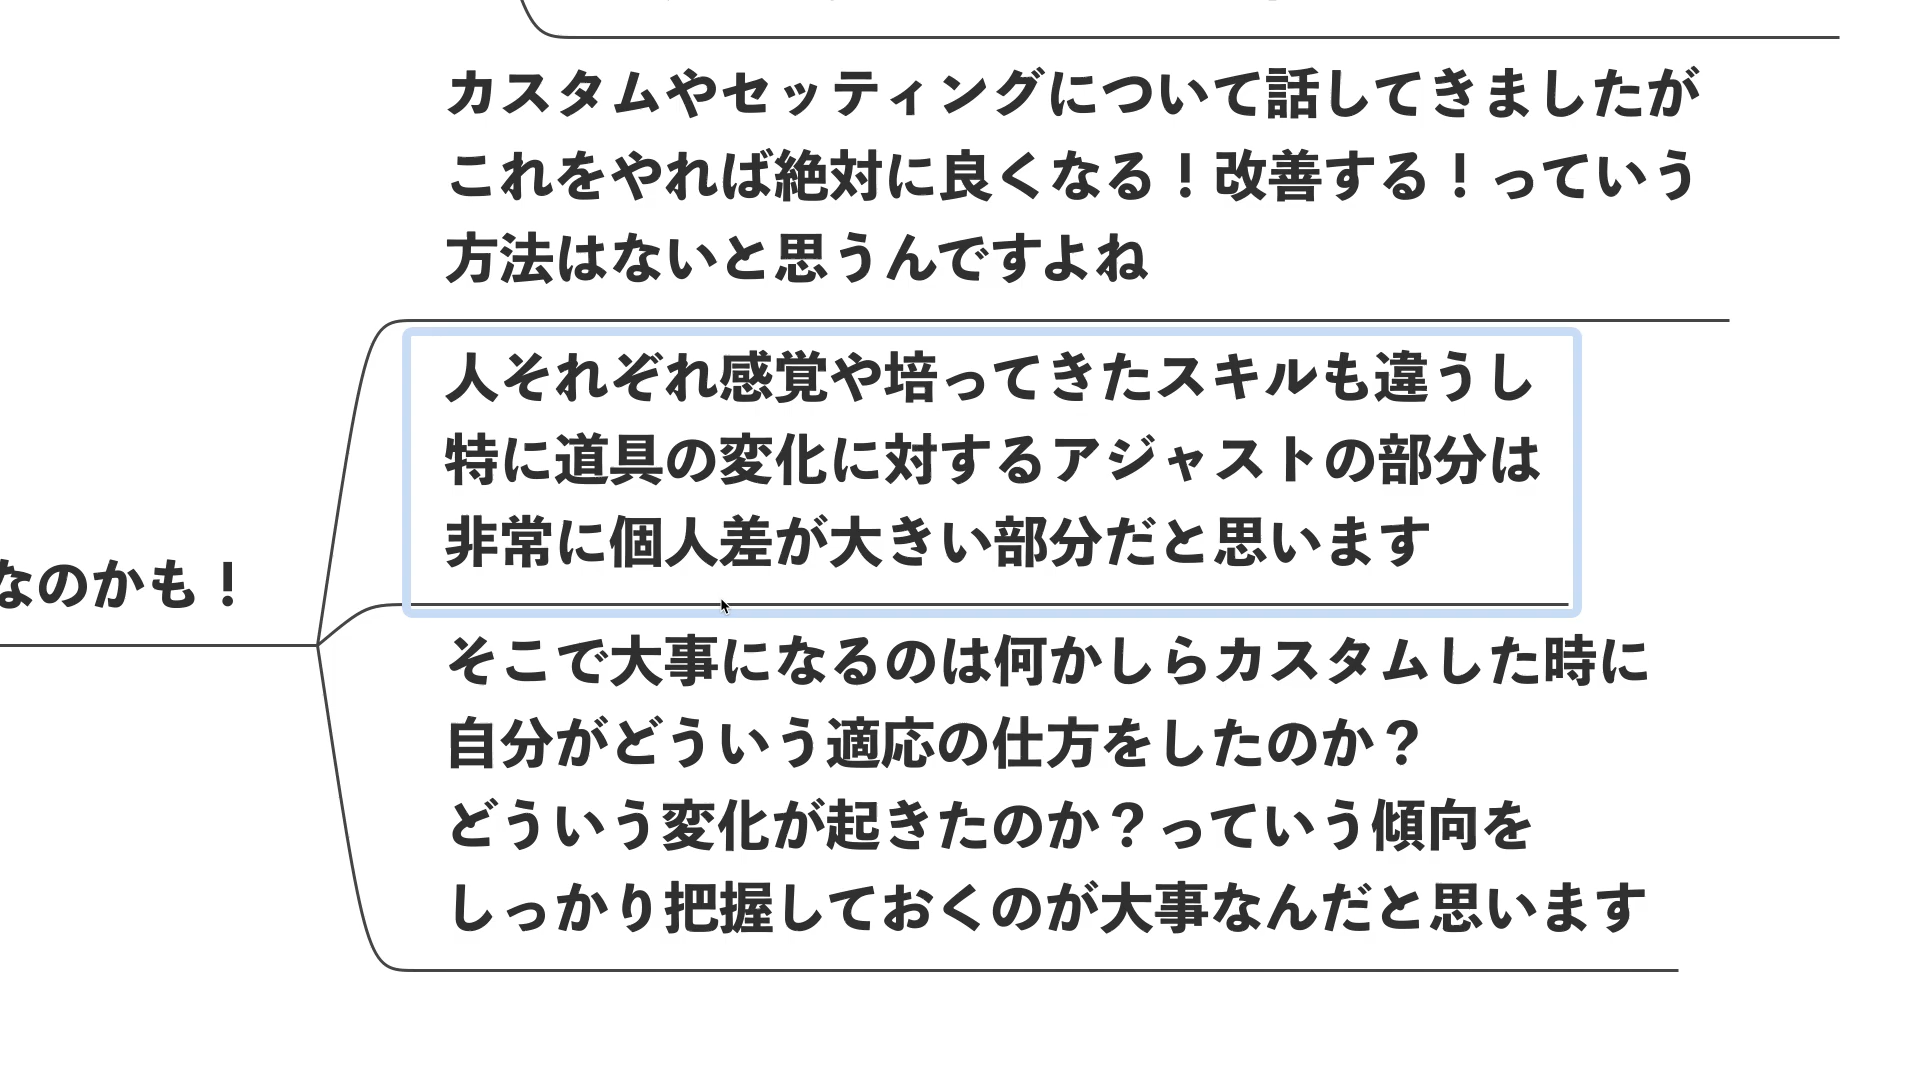 カスタムやセッティングについて話してきましたが
これをやれば絶対に良くなる！改善する！っていう
方法はないと思うんですよね
人それぞれ感覚や培ってきたスキルも違うし
特に道具の変化に対するアジャストの部分は
非常に個人差が大きい部分だと思います
なのかも！
そこで大事になるのは何かしらカスタムした時に
自分がどういう適応の仕方をしたのか？
どういう変化が起きたのか？っていう傾向を
しっかり把握しておくのが大事なんだと思います